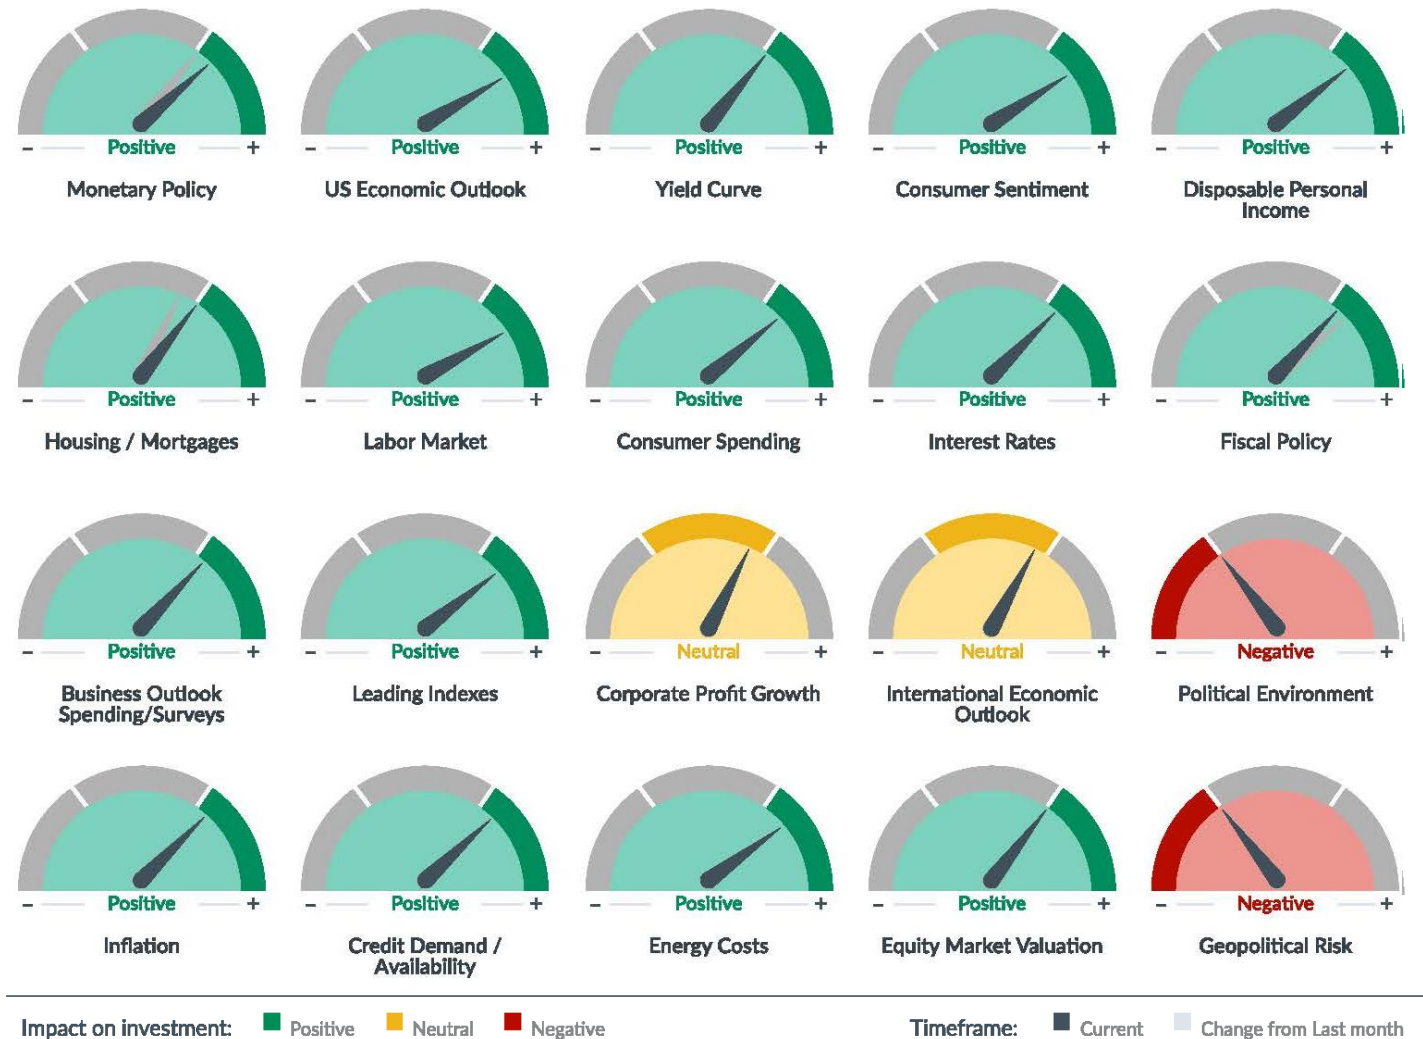 - Positive +
- Positive +
- Positive +
- Positive +
- Positive +
Monetary Policy
US Economic Outlook
Yield Curve
Consumer Sentiment
Disposable Personal
Income
- Positive +
- Positive +
- Positive +
- Positive +
- Positive +
Housing / Mortgages
Labor Market
Consumer Spending
Interest Rates
Fiscal Policy
- Positive +
- Positive +
- Neutral +
- Neutral +
- Negative +
Business Outlook
Spending/Surveys
Leading Indexes
Corporate Profit Growth
International Economic
Outlook
Political Environment
- Positive +
- Positive +
- Positive +
- Positive +
- Negative +
Inflation
Credit Demand /
Availability
Energy Costs
Equity Market Valuation
Geopolitical Risk
Impact on investment: Positive Neutral Negative
Timeframe: Current Change from Last month